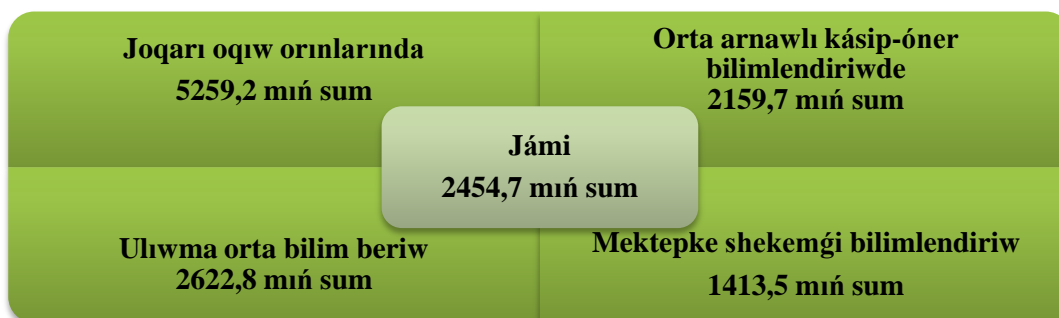 Joqarı oqıw orınlarında
5259,2 mıń sum
Orta arnawlı kásip-óner
bilimlendiriwde
2159,7 mıń sum
Jámi
2454,7 mıń sum
Ulıwma orta bilim beriw
2622,8 mıń sum
Mektepke shekemǵi bilimlendiriw
1413,5 mıń sum